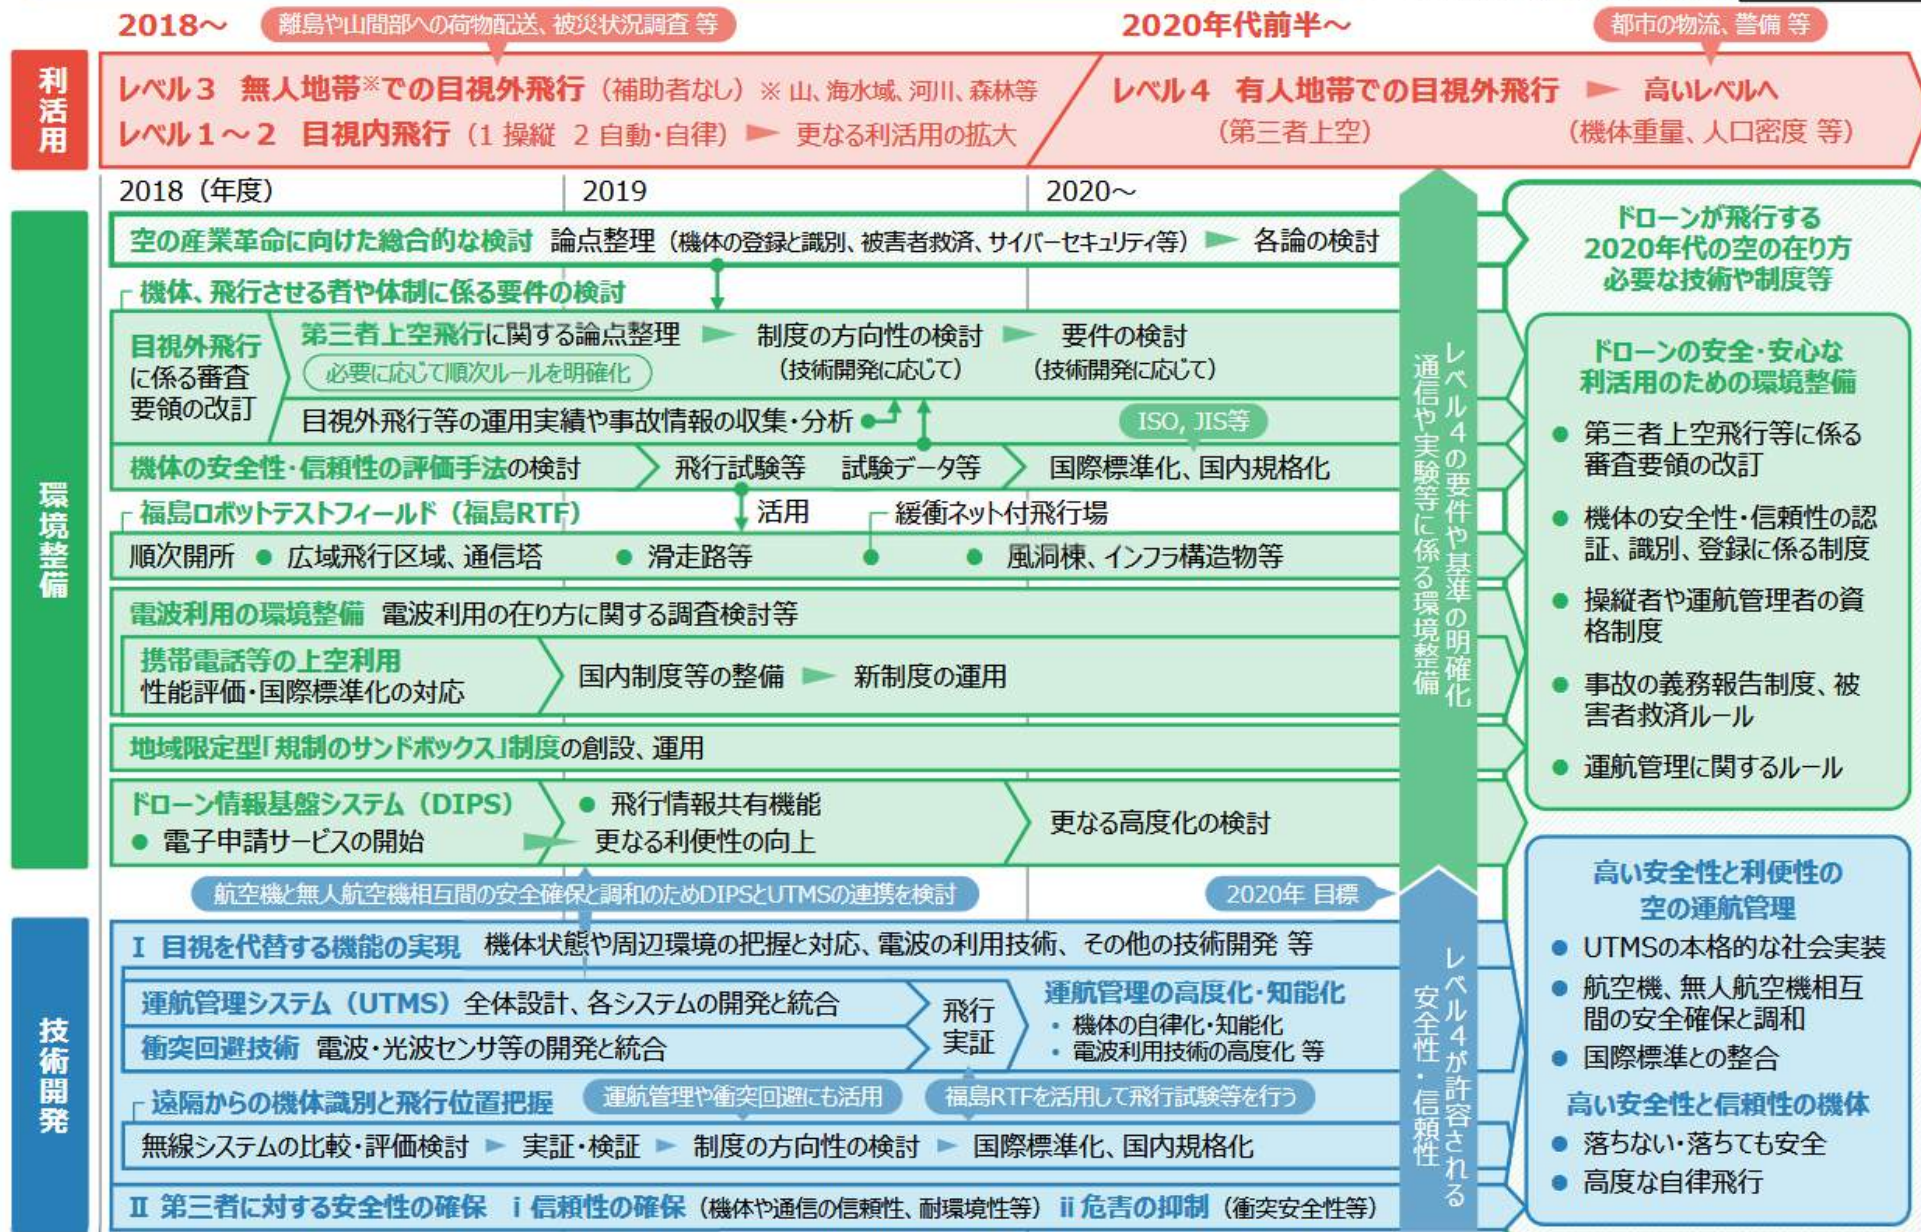 2018～
離島や山間部への荷物配送、被災状況調査 等
2020年代前半～
都市の物流、警備 等
利活用
レベル３　無人地帯※での目視外飛行（補助者なし）※ 山、海水域、河川、森林等
レベル１～２　目視内飛行（1 操縦　2 自動・自律）▶ 更なる利活用の拡大
レベル４　有人地帯での目視外飛行 ▶ 高いレベルへ
（第三者上空）
（機体重量、人口密度 等）
2018（年度）
2019
2020～
環境整備
空の産業革命に向けた総合的な検討　論点整理（機体の登録と識別、被害者救済、サイバーセキュリティ等）▶ 各論の検討
機体、飛行させる者や体制に係る要件の検討
目視外飛行
に係る審査
要領の改訂
第三者上空飛行に関する論点整理 ▶ 制度の方向性の検討 ▶ 要件の検討
必要に応じて順次ルールを明確化
（技術開発に応じて）
（技術開発に応じて）
目視外飛行等の運用実績や事故情報の収集・分析
ISO, JIS等
機体の安全性・信頼性の評価手法の検討
飛行試験等　試験データ等
国際標準化、国内規格化
福島ロボットテストフィールド（福島RTF）
活用
緩衝ネット付飛行場
順次開所 ● 広域飛行区域、通信塔 ● 滑走路等 ● ● 風洞棟、インフラ構造物等
電波利用の環境整備　電波利用の在り方に関する調査検討等
携帯電話等の上空利用
性能評価・国際標準化の対応
国内制度等の整備 ▶ 新制度の運用
地域限定型「規制のサンドボックス」制度の創設、運用
ドローン情報基盤システム（DIPS）
● 電子申請サービスの開始
● 飛行情報共有機能
更なる利便性の向上
更なる高度化の検討
レベル４の要件や基準の明確化
通信や実験等に係る環境整備
ドローンが飛行する
2020年代の空の在り方
必要な技術や制度等
ドローンの安全・安心な
利活用のための環境整備
● 第三者上空飛行等に係る
審査要領の改訂
● 機体の安全性・信頼性の認
証、識別、登録に係る制度
● 操縦者や運航管理者の資
格制度
● 事故の義務報告制度、被
害者救済ルール
● 運航管理に関するルール
航空機と無人航空機相互間の安全確保と調和のためDIPSとUTMSの連携を検討
2020年 目標
技術開発
Ⅰ 目視を代替する機能の実現　機体状態や周辺環境の把握と対応、電波の利用技術、その他の技術開発 等
運航管理システム（UTMS）全体設計、各システムの開発と統合
衝突回避技術　電波・光波センサ等の開発と統合
飛行
実証
運航管理の高度化・知能化
・ 機体の自律化・知能化
・ 電波利用技術の高度化 等
遠隔からの機体識別と飛行位置把握
運航管理や衝突回避にも活用
福島RTFを活用して飛行試験等を行う
無線システムの比較・評価検討 ▶ 実証・検証 ▶ 制度の方向性の検討 ▶ 国際標準化、国内規格化
Ⅱ 第三者に対する安全性の確保　ⅰ 信頼性の確保（機体や通信の信頼性、耐環境性等）ⅱ 危害の抑制（衝突安全性等）
レベル４が許容される
安全性・信頼性
高い安全性と利便性の
空の運航管理
● UTMSの本格的な社会実装
● 航空機、無人航空機相互
間の安全確保と調和
● 国際標準との整合
高い安全性と信頼性の機体
● 落ちない・落ちても安全
● 高度な自律飛行